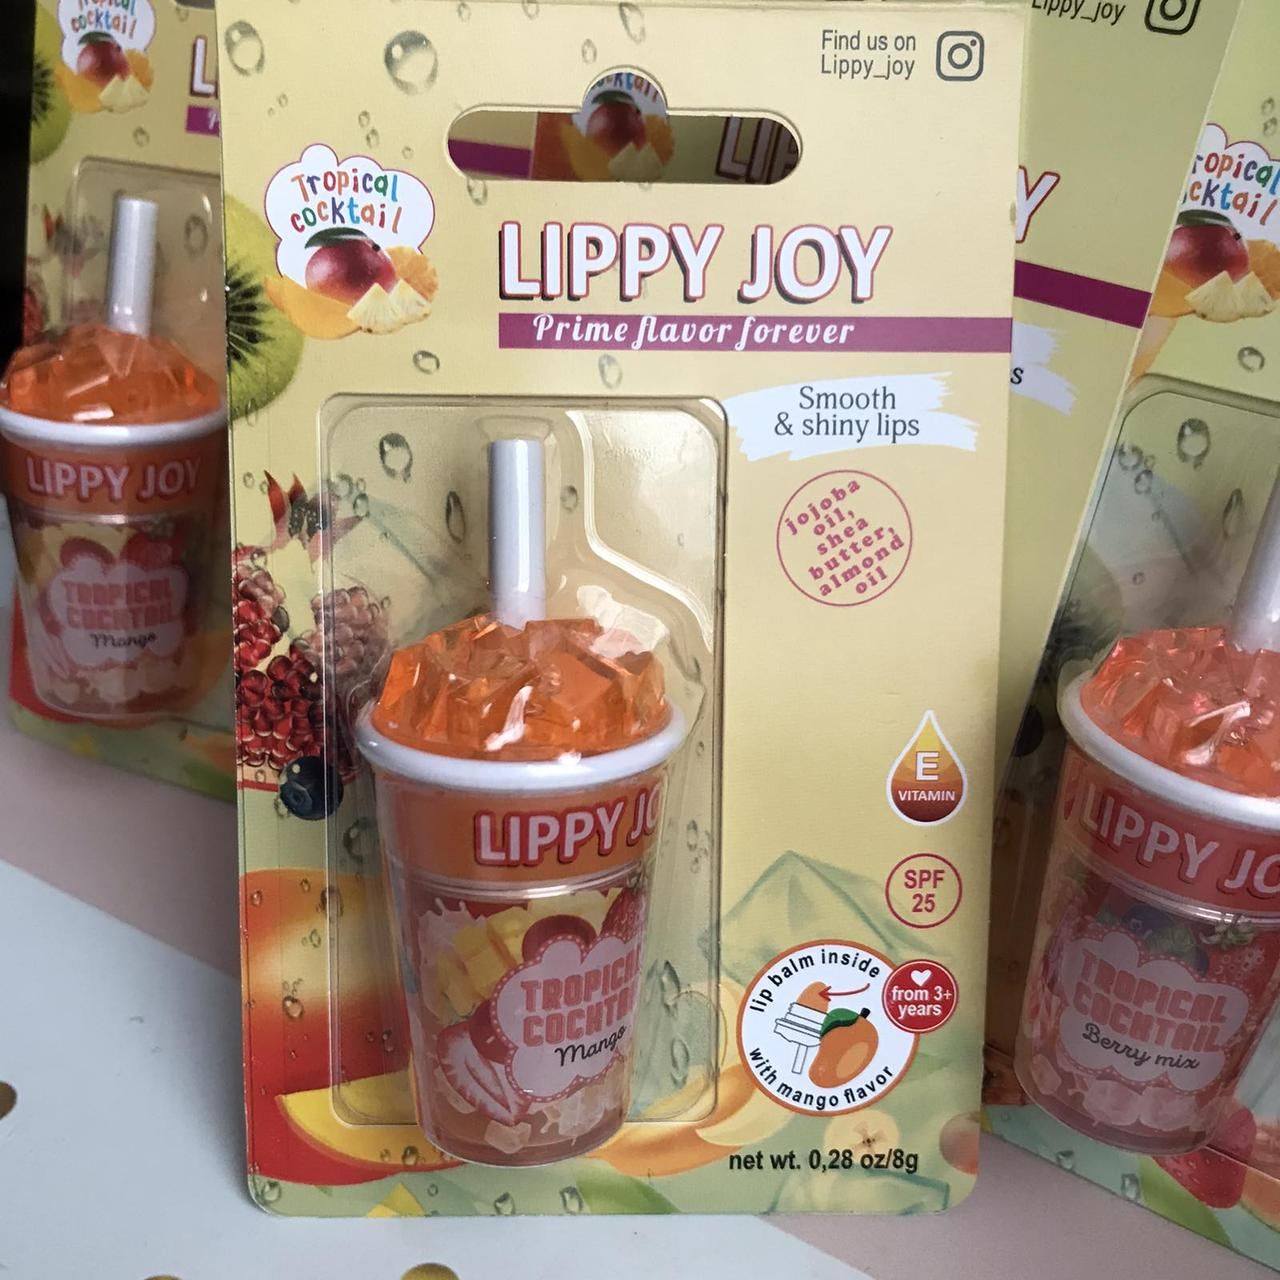 Find us on
Lippy_joy
Tropical
cocktail
LIPPY JOY
Prime flavor forever
Smooth
& shiny lips
jojoba
oil,
shea
butter,
almond
oil
E
VITAMIN
SPF
25
lip balm inside
with mango flavor
from 3+
years
net wt. 0,28 oz/8g
LIPPY JO
TROPICAL
COCKTAIL
Mango
cocktail
LIPPY JOY
TROPICAL
COCKTAIL
Mango
Lippy_joy
LIPPY JO
TROPICAL
COCKTAIL
Berry mix